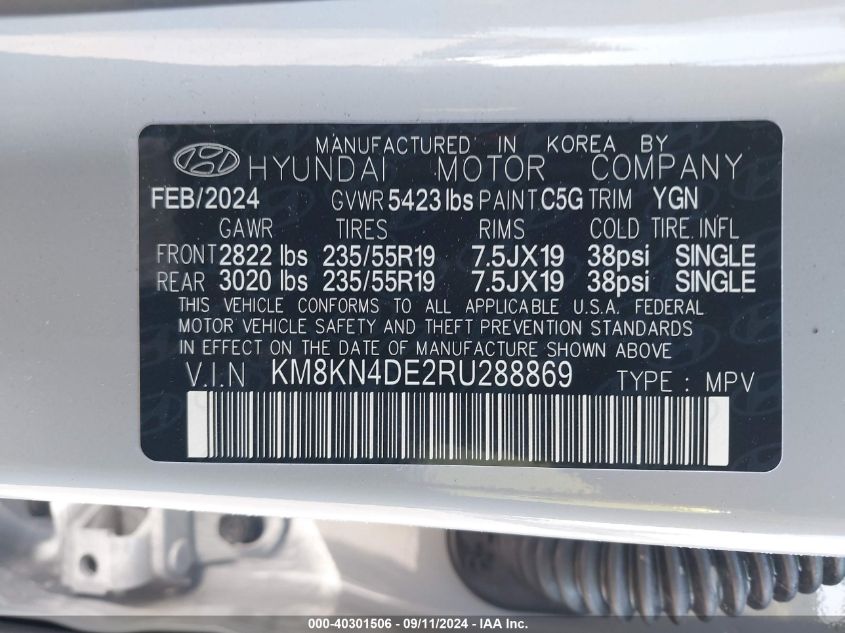 MANUFACTURED IN KOREA BY
HYUNDAI MOTOR COMPANY
FEB/2024 GVWR 5423 lbs PAINT C5G TRIM YGN
GAWR TIRES RIMS COLD TIRE. INFL
FRONT 2822 lbs 235/55R19 7.5JX19 38psi SINGLE
REAR 3020 lbs 235/55R19 7.5JX19 38psi SINGLE
THIS VEHICLE CONFORMS TO ALL APPLICABLE U.S.A. FEDERAL
MOTOR VEHICLE SAFETY AND THEFT PREVENTION STANDARDS
IN EFFECT ON THE DATE OF MANUFACTURE SHOWN ABOVE.
V.I.N KM8KN4DE2RU288869 TYPE : MPV
000-40301506 - 09/11/2024 - IAAI